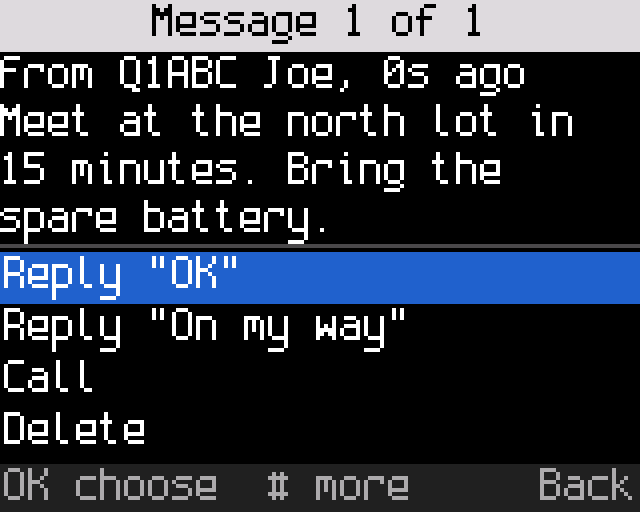 Message 1 of 1
From Q1ABC Joe, 0s ago
Meet at the north lot in
15 minutes. Bring the
spare battery.
Reply "OK"
Reply "On my way"
Call
Delete
OK choose # more Back